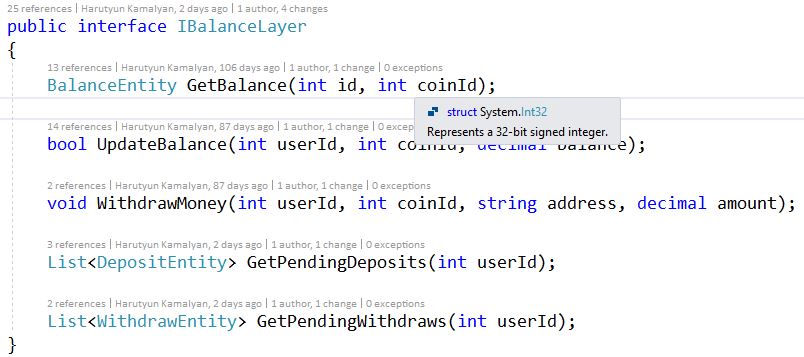 25 references | Harutyun Kamalyan, 2 days ago | 1 author, 4 changes
public interface IBalanceLayer
{
13 references | Harutyun Kamalyan, 106 days ago | 1 author, 1 change | 0 exceptions
BalanceEntity GetBalance(int id, int coinId);
struct System.Int32
Represents a 32-bit signed integer.
14 references | Harutyun Kamalyan, 87 days ago | 1 author, 1 change | 0
bool UpdateBalance(int userId, int coinId, decimal balance);
2 references | Harutyun Kamalyan, 87 days ago | 1 author, 1 change | 0 exceptions
void WithdrawMoney(int userId, int coinId, string address, decimal amount);
3 references | Harutyun Kamalyan, 2 days ago | 1 author, 1 change | 0 exceptions
List<DepositEntity> GetPendingDeposits(int userId);
2 references | Harutyun Kamalyan, 2 days ago | 1 author, 1 change | 0 exceptions
List<WithdrawEntity> GetPendingWithdraws(int userId);
}